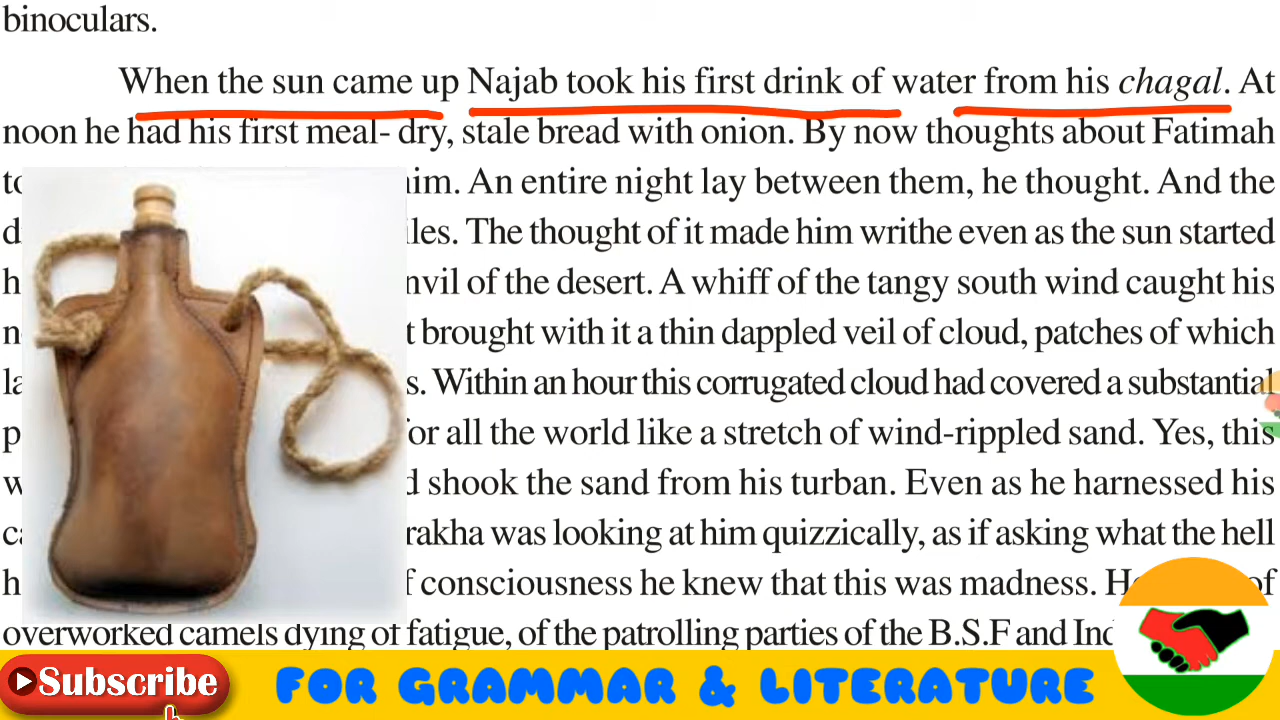 binoculars.
When the sun came up Najab took his first drink of water from his chagal. At
noon he had his first meal- dry, stale bread with onion. By now thoughts about Fatimah
him. An entire night lay between them, he thought. And the
The thought of it made him writhe even as the sun started
of the desert. A whiff of the tangy south wind caught his
brought with it a thin dappled veil of cloud, patches of which
Within an hour this corrugated cloud had covered a substantial
for all the world like a stretch of wind-rippled sand. Yes, this
shook the sand from his turban. Even as he harnessed his
was looking at him quizzically, as if asking what the hell
consciousness he knew that this was madness. of
overworked camels dying of fatigue, of the patrolling parties of the B.S.F and
Subscribe
FOR GRAMMAR & LITERATURE